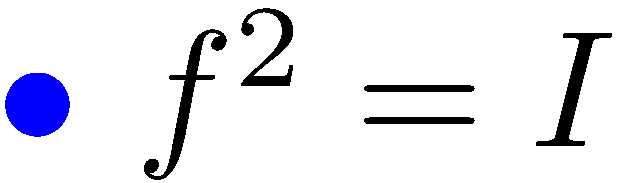 • f² = I